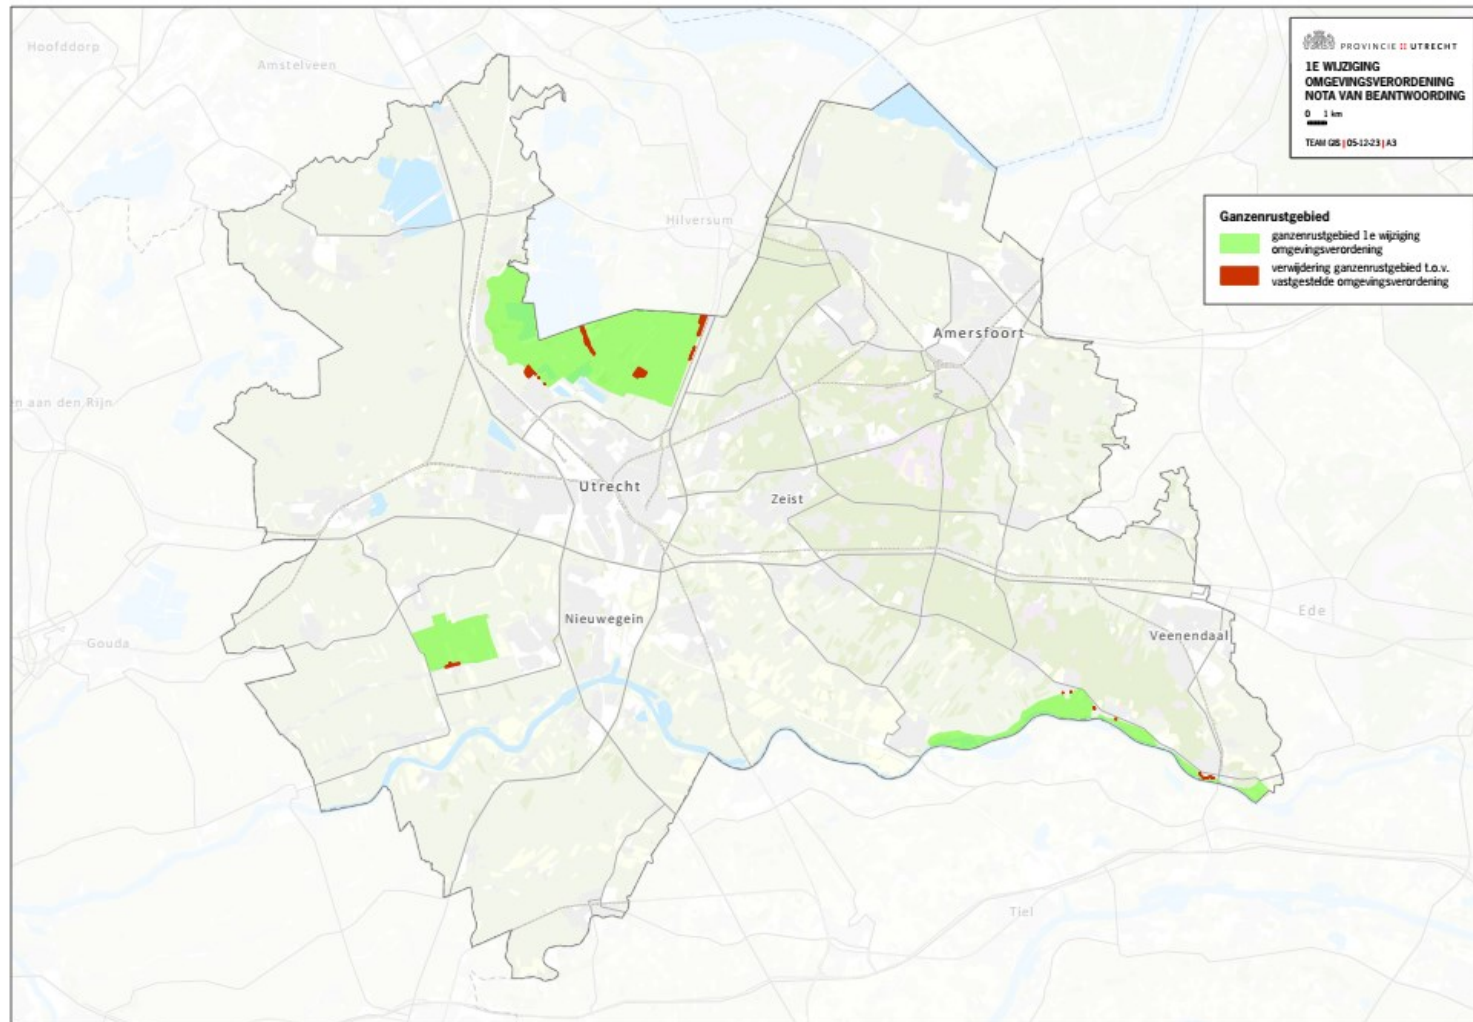 Hoofddorp
Amstelveen
PROVINCIE :: UTRECHT
1E WIJZIGING
OMGEVINGSVERORDENING
NOTA VAN BEANTWOORDING
0 1 km
TEAM GIS | 05-12-23 | A3
Hilversum
Ganzenrustgebied
ganzenrustgebied 1e wijziging
omgevingsverordening
verwijdering ganzenrustgebied t.o.v.
vastgestelde omgevingsverordening
Amersfoort
en aan den Rijn
Utrecht
Zeist
Nieuwegein
Ede
Veenendaal
Gouda
Tiel